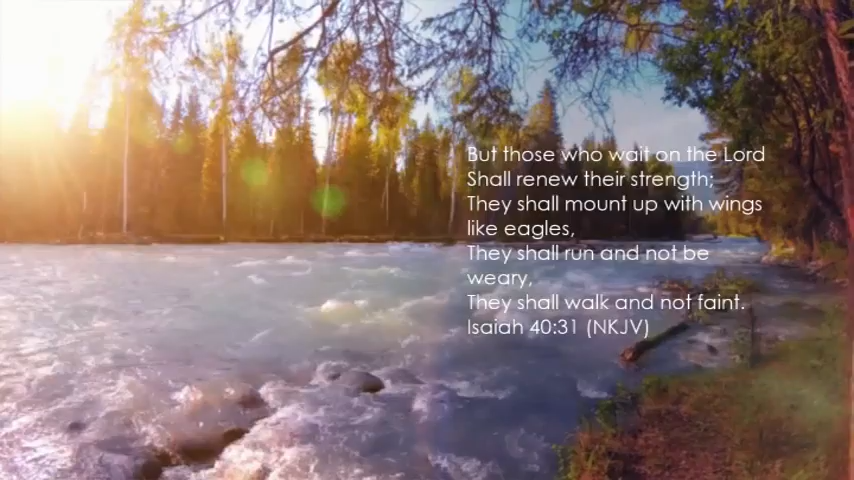 But those who wait on the Lord
Shall renew their strength;
They shall mount up with wings
like eagles,
They shall run and not be
weary,
They shall walk and not faint.
Isaiah 40:31 (NKJV)